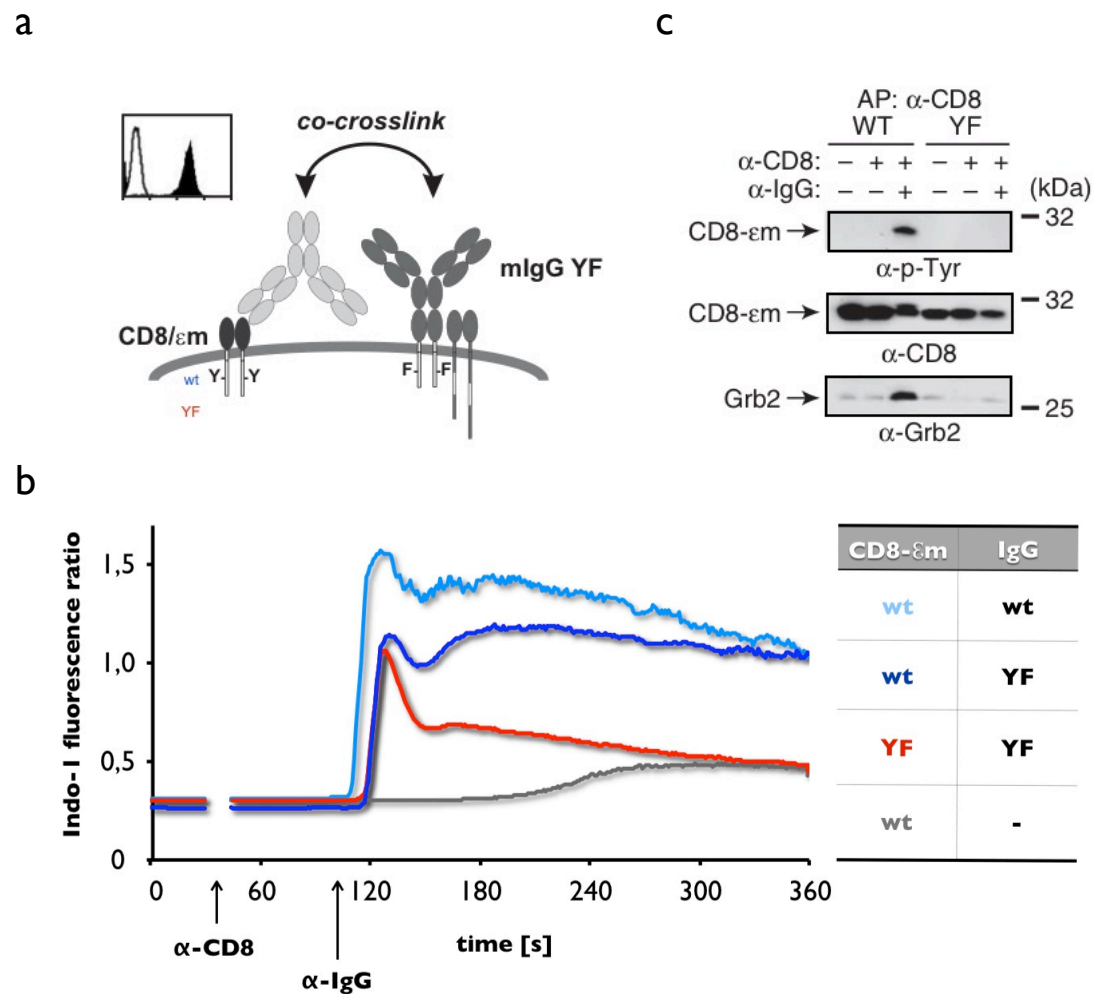 a
co-crosslink
mIgG YF
CD8/εm
wt
Y- -Y
F- -F
YF
c
AP: α-CD8
WT YF
α-CD8: – + + – + +
α-IgG: – – + – – + (kDa)
CD8-εm 32
α-p-Tyr
CD8-εm 32
α-CD8
Grb2 25
α-Grb2
b
Indo-1 fluorescence ratio
1,5
1,0
0,5
0
0 60 120 180 240 300 360
α-CD8
α-IgG
time [s]
CD8-εm IgG
wt wt
wt YF
YF YF
wt -